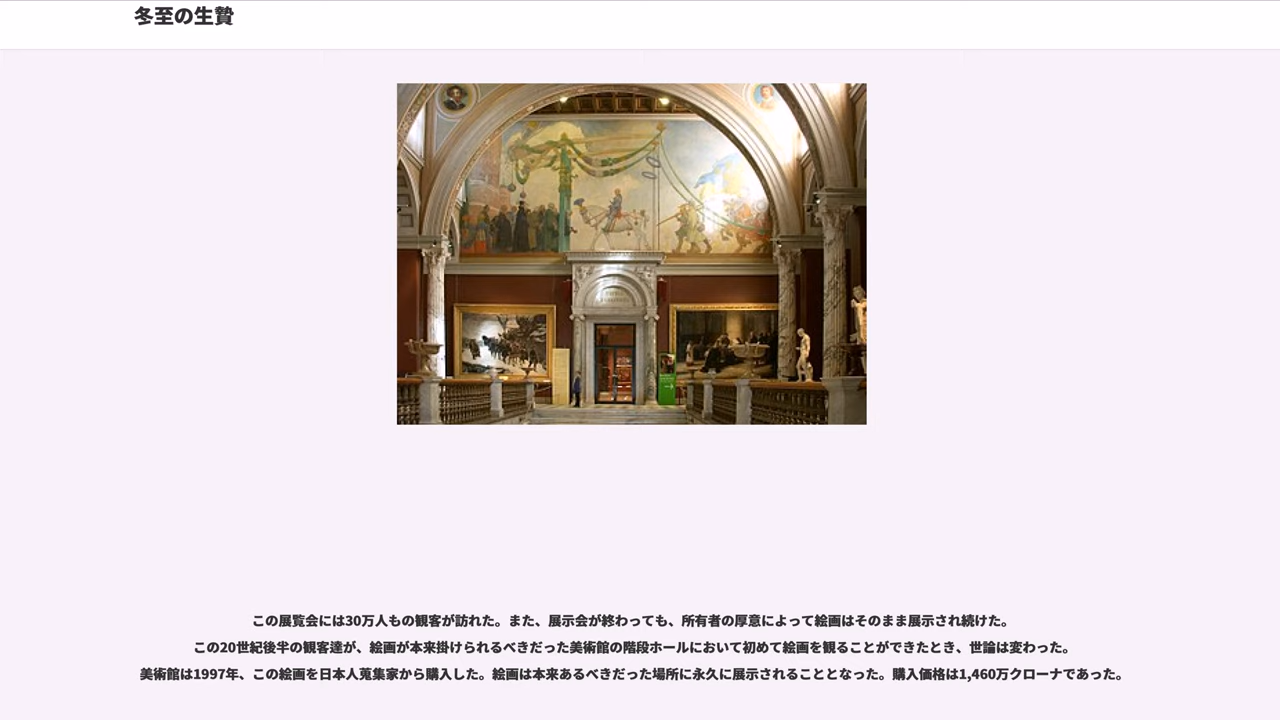 冬至の生贄
この展覧会には30万人もの観客が訪れた。また、展示会が終わっても、所有者の厚意によって絵画はそのまま展示され続けた。
この20世紀後半の観客達が、絵画が本来掛けられるべきだった美術館の階段ホールにおいて初めて絵画を観ることができたとき、世論は変わった。
美術館は1997年、この絵画を日本人蒐集家から購入した。絵画は本来あるべきだった場所に永久に展示されることとなった。購入価格は1,460万クローナであった。